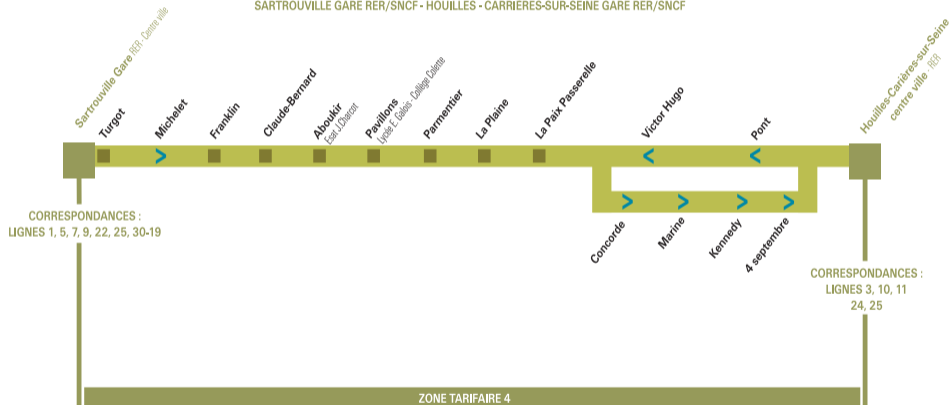 SARTROUVILLE GARE RER/SNCF - HOUILLES - CARRIÈRES-SUR-SEINE GARE RER/SNCF
Sartrouville Gare RER - Centre ville
Turgot
Michelet
Franklin
Claude-Bernard
Aboukir
Esat J.Charcot
Pavillons
Lycée E. Galois - Collège Colette
Parmentier
La Plaine
La Paix Passerelle
Victor Hugo
Pont
Houilles-Carières-sur-Seine
centre ville - RER
Concorde
Marine
Kennedy
4 septembre
CORRESPONDANCES :
LIGNES 1, 5, 7, 9, 22, 25, 30-19
CORRESPONDANCES :
LIGNES 3, 10, 11
24, 25
ZONE TARIFAIRE 4